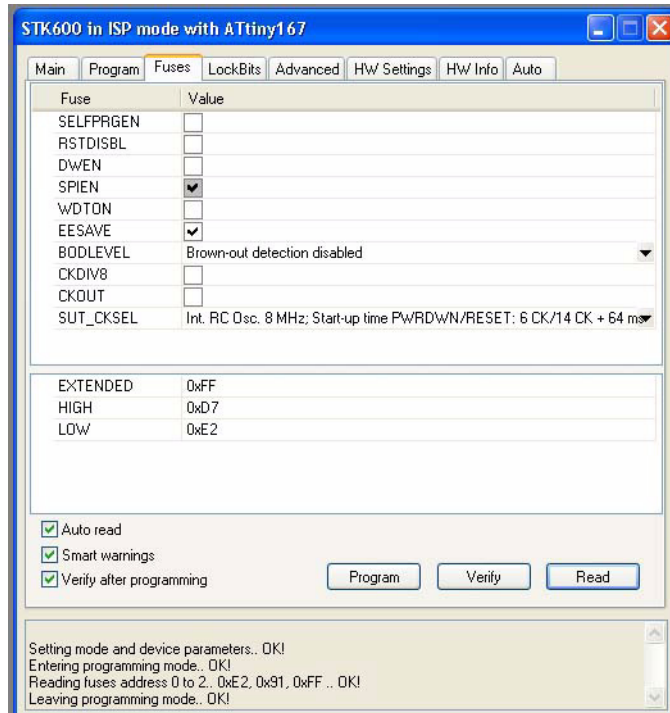 STK600 in ISP mode with ATtiny167
Main Program Fuses LockBits Advanced HW Settings HW Info Auto
Fuse Value
SELFPRGEN
RSTDISBL
DWEN
SPIEN
WDTON
EESAVE
BODLEVEL Brown-out detection disabled
CKDIV8
CKOUT
SUT_CKSEL Int. RC Osc. 8 MHz; Start-up time PWRDWN/RESET: 6 CK/14 CK + 64 ms
EXTENDED 0xFF
HIGH 0xD7
LOW 0xE2
Auto read
Smart warnings
Verify after programming
Program Verify Read
Setting mode and device parameters.. OK!
Entering programming mode.. OK!
Reading fuses address 0 to 2.. 0xE2, 0x91, 0xFF .. OK!
Leaving programming mode.. OK!